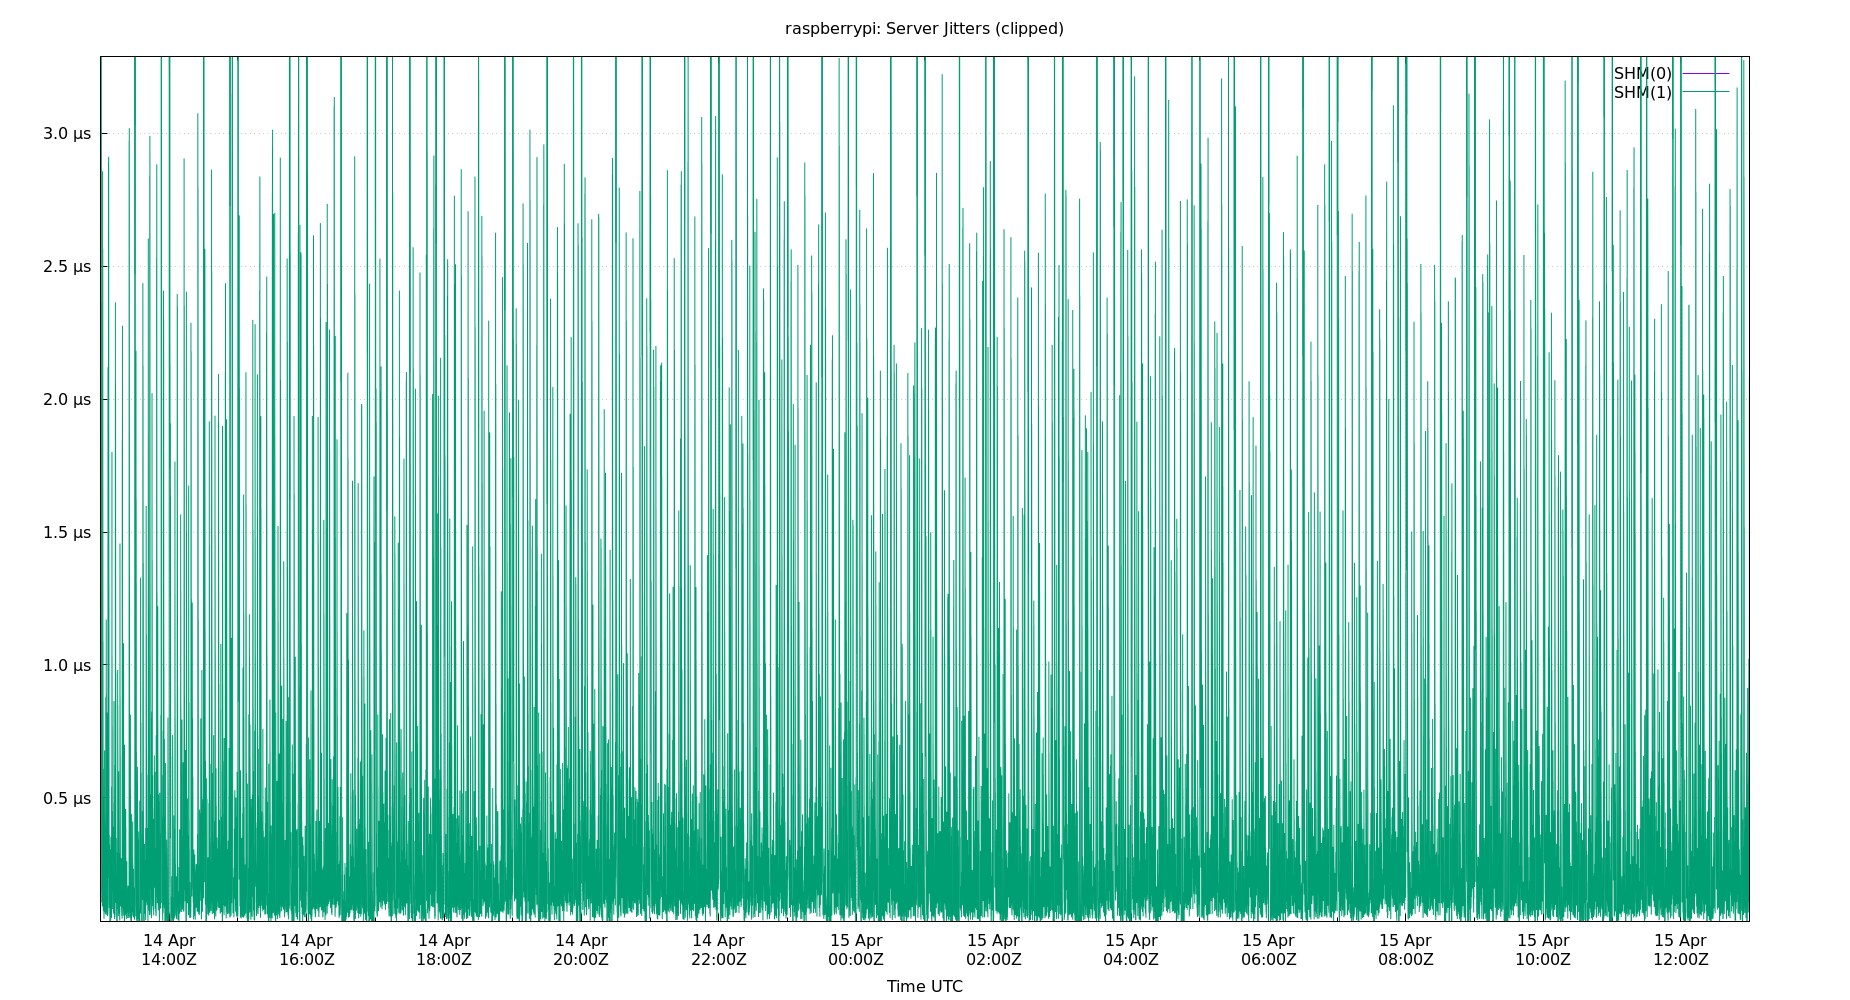 raspberrypi: Server Jitters (clipped)
SHM(0)
SHM(1)
3.0 µs
2.5 µs
2.0 µs
1.5 µs
1.0 µs
0.5 µs
14 Apr 14 Apr 14 Apr 14 Apr 14 Apr 15 Apr 15 Apr 15 Apr 15 Apr 15 Apr 15 Apr 15 Apr
14:00Z 16:00Z 18:00Z 20:00Z 22:00Z 00:00Z 02:00Z 04:00Z 06:00Z 08:00Z 10:00Z 12:00Z
Time UTC